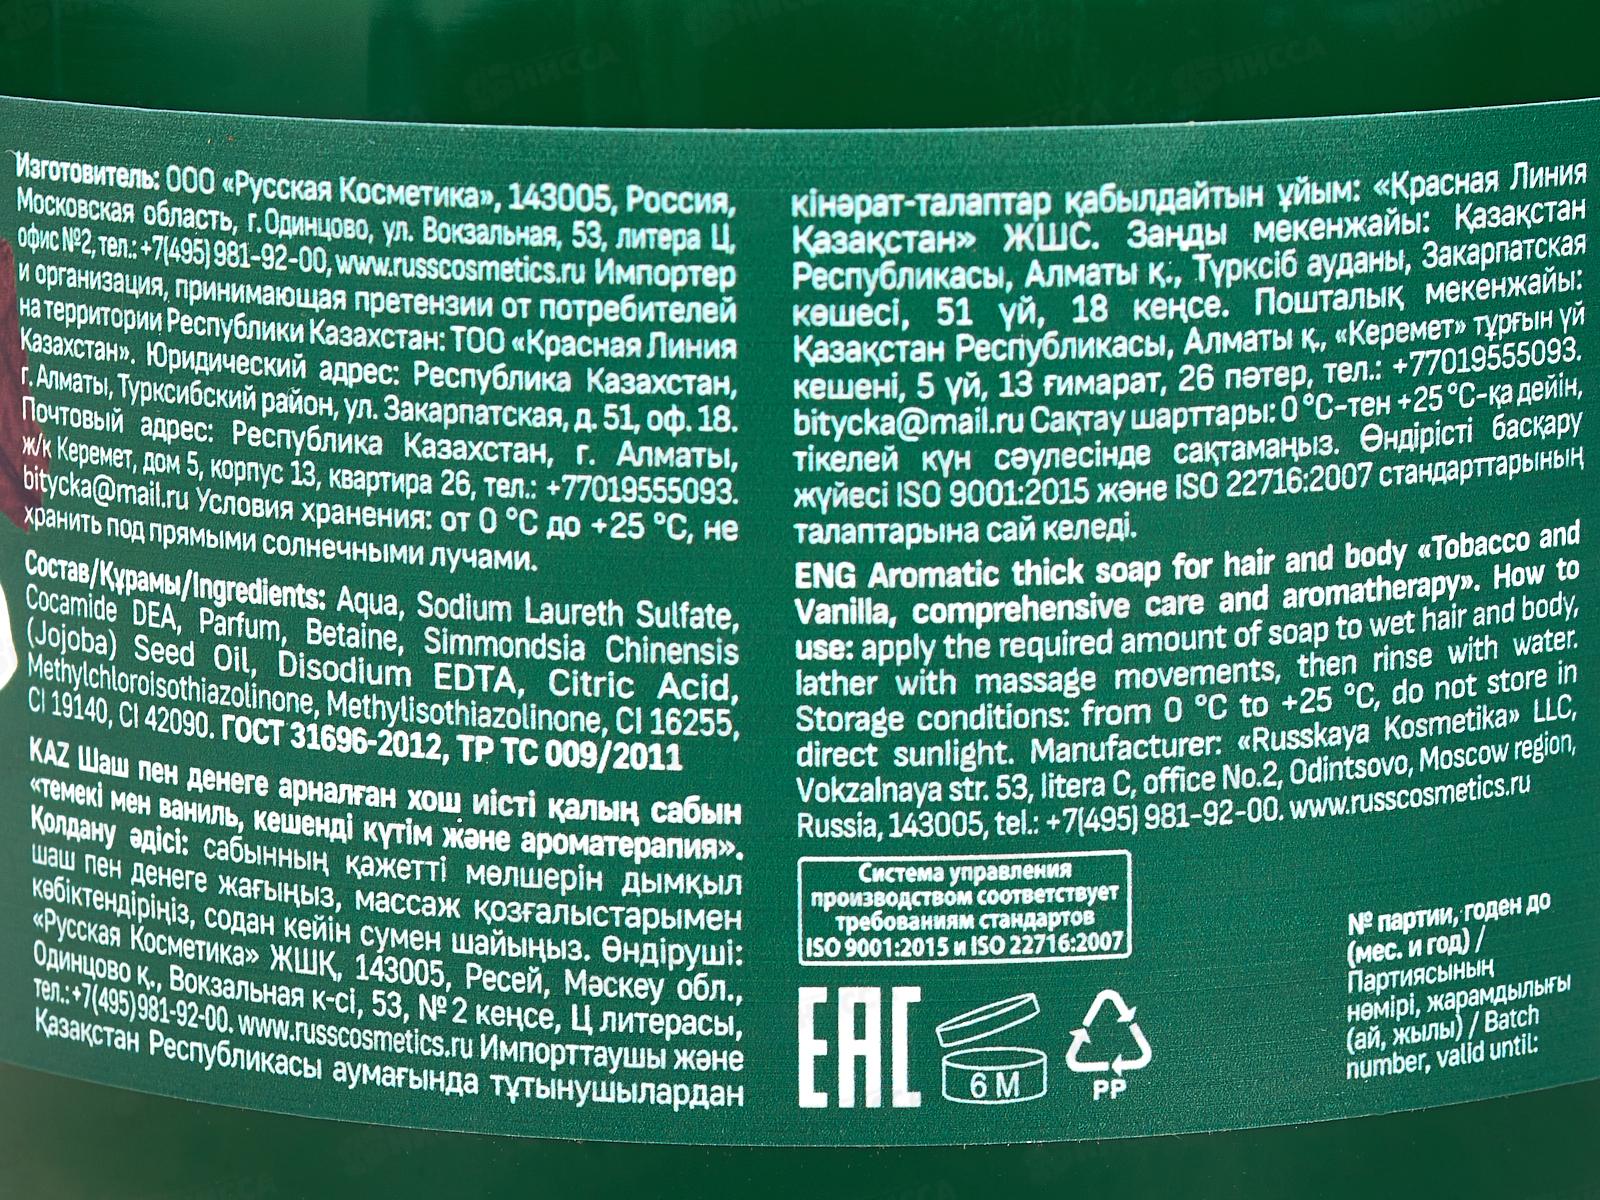 Изготовитель: ООО «Русская Косметика», 143005, Россия,
Московская область, г. Одинцово, ул. Вокзальная, 53, литера Ц,
офис №2, тел.: +7(495) 981-92-00, www.russcosmetics.ru Импортер
и организация, принимающая претензии от потребителей
на территории Республики Казахстан: ТОО «Красная Линия
Казахстан». Юридический адрес: Республика Казахстан,
г. Алматы, Турксибский район, ул. Закарпатская, д. 51, оф. 18.
Почтовый адрес: Республика Казахстан, г. Алматы,
ж/к Керемет, дом 5, корпус 13, квартира 26, тел.: +77019555093.
bitycka@mail.ru Условия хранения: от 0 °C до +25 °C, не
хранить под прямыми солнечными лучами.
Состав/Құрамы/Ingredients: Aqua, Sodium Laureth Sulfate,
Cocamide DEA, Parfum, Betaine, Simmondsia Chinensis
(Jojoba) Seed Oil, Disodium EDTA, Citric Acid,
Methylchloroisothiazolinone, Methylisothiazolinone, CI 16255,
CI 19140, CI 42090. ГОСТ 31696-2012, ТР ТС 009/2011
KAZ Шаш пен денеге арналған хош иісті қалың сабын
«темекі мен ваниль, кешенді күтім және ароматерапия».
Қолдану әдісі: сабынның қажетті мөлшерін дымқыл
шаш пен денеге жағыңыз, массаж қозғалыстарымен
көбіктендіріңіз, содан кейін сумен шайыңыз. Өндіруші:
«Русская Косметика» ЖШҚ, 143005, Ресей, Мәскеу обл.,
Одинцово қ., Вокзальная к-сі, 53, №2 кеңсе, Ц литерасы,
тел.: +7(495) 981-92-00. www.russcosmetics.ru Импорттаушы және
Қазақстан Республикасы аумағында тұтынушылардан
кінәрат-талаптар қабылдайтын ұйым: «Красная Линия
Қазақстан» ЖШС. Заңды мекенжайы: Қазақстан
Республикасы, Алматы қ., Түрксіб ауданы, Закарпатская
көшесі, 51 үй, 18 кеңсе. Пошталық мекенжайы:
Қазақстан Республикасы, Алматы қ., «Керемет» тұрғын үй
кешені, 5 үй, 13 ғимарат, 26 пәтер, тел.: +77019555093.
bitycka@mail.ru Сақтау шарттары: 0 °C-тен +25 °C-қа дейін,
тікелей күн сәулесінде сақтамаңыз. Өндірісті басқару
жүйесі ISO 9001:2015 және ISO 22716:2007 стандарттарының
талаптарына сай келеді.
ENG Aromatic thick soap for hair and body «Tobacco and
Vanilla, comprehensive care and aromatherapy». How to
use: apply the required amount of soap to wet hair and body,
lather with massage movements, then rinse with water.
Storage conditions: from 0 °C to +25 °C, do not store in
direct sunlight. Manufacturer: «Russkaya Kosmetika» LLC,
Vokzalnaya str. 53, litera C, office No.2, Odintsovo, Moscow region,
Russia, 143005, tel.: +7(495) 981-92-00. www.russcosmetics.ru
Система управления
производством соответствует
требованиям стандартов
ISO 9001:2015 и ISO 22716:2007
EAC
6 M
PP
№ партии, годен до
(мес. и год) /
Партиясының
нөмірі, жарамдылығы
(ай, жылы) / Batch
number, valid until: